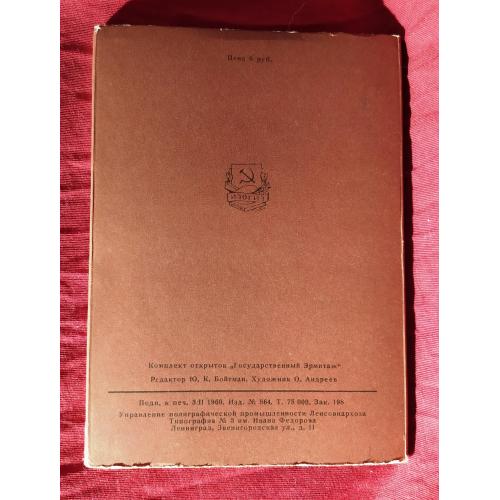 Цена 6 руб.
ИЗОГИЗ
Комплект открыток „Государственный Эрмитаж“
Редактор Ю. К. Бойтман. Художник О. Андреев
Подп. к печ. 3/II 1960. Изд. № 864. Т. 75 000. Зак. 198
Управление полиграфической промышленности Ленсовнархоза
Типография № 3 им. Ивана Федорова
Ленинград, Звенигородская ул., д. 11